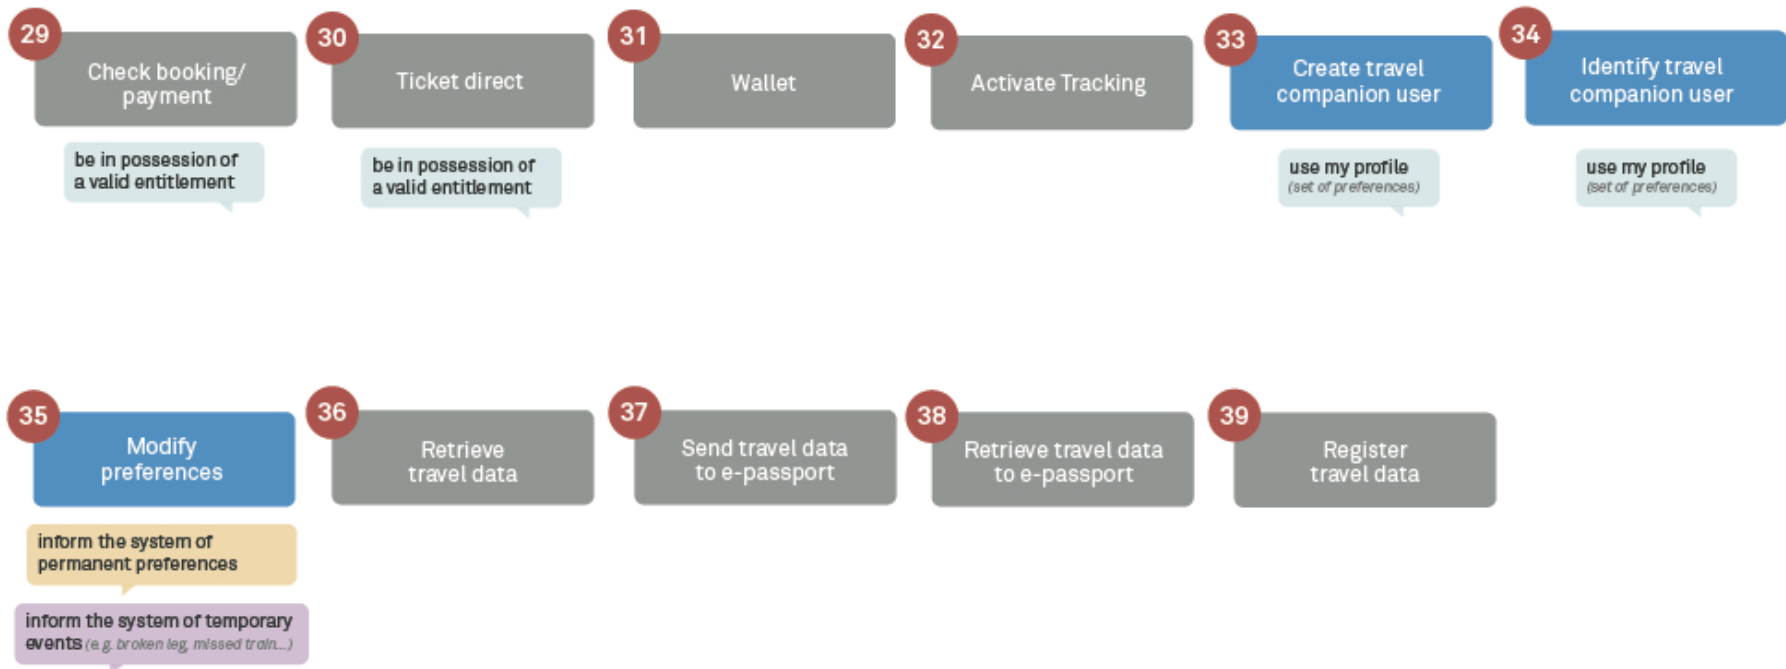 29
Check booking/
payment
be in possession of
a valid entitlement
30
Ticket direct
be in possession of
a valid entitlement
31
Wallet
32
Activate Tracking
33
Create travel
companion user
use my profile
(set of preferences)
34
Identify travel
companion user
use my profile
(set of preferences)
35
Modify
preferences
inform the system of
permanent preferences
inform the system of temporary
events (e.g. broken leg, missed train...)
36
Retrieve
travel data
37
Send travel data
to e-passport
38
Retrieve travel data
to e-passport
39
Register
travel data